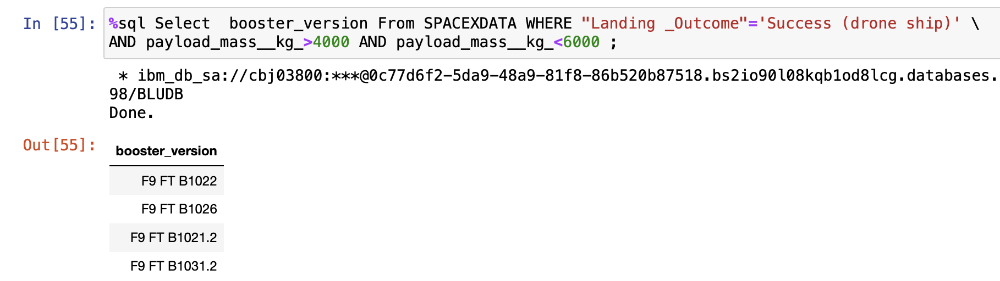 In [55]: %sql Select  booster_version From SPACEXDATA WHERE "Landing _Outcome"='Success (drone ship)' \
AND payload_mass__kg_>4000 AND payload_mass__kg_<6000 ;
* ibm_db_sa://cbj03800:***@0c77d6f2-5da9-48a9-81f8-86b520b87518.bs2io90l08kqb1od8lcg.databases.
98/BLUDB
Done.
Out[55]:
booster_version
F9 FT B1022
F9 FT B1026
F9 FT B1021.2
F9 FT B1031.2